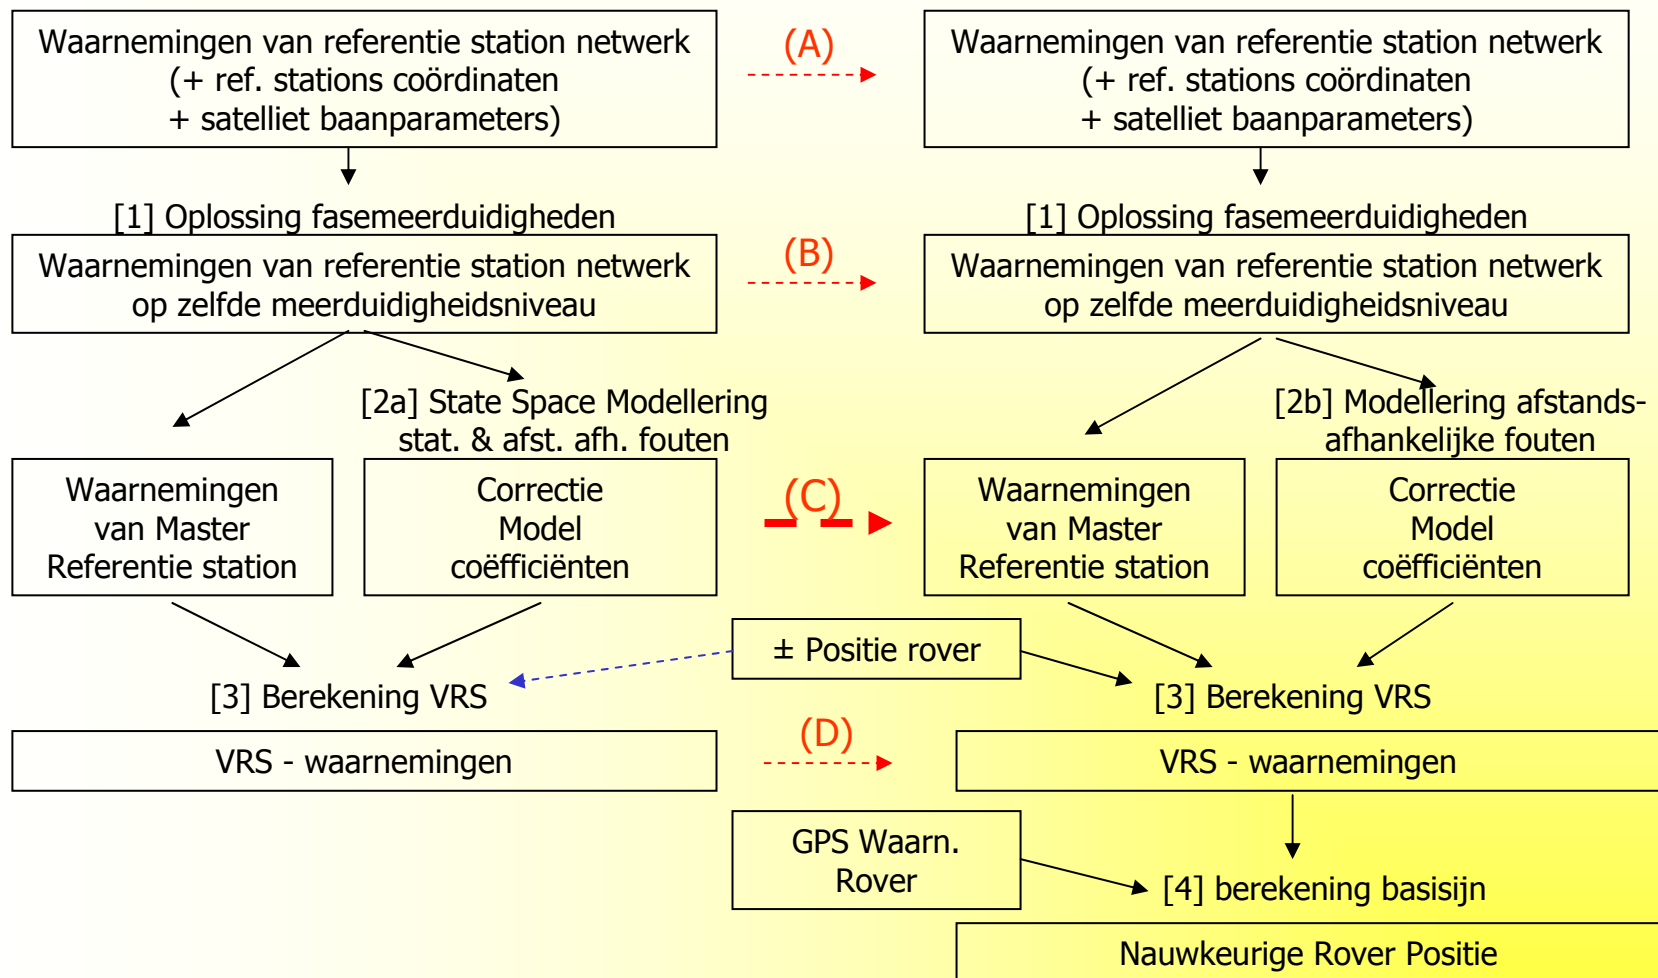 Waarnemingen van referentie station netwerk
(+ ref. stations coördinaten
+ satelliet baanparameters)
(A)
Waarnemingen van referentie station netwerk
(+ ref. stations coördinaten
+ satelliet baanparameters)
[1] Oplossing fasemeerduidigheden
[1] Oplossing fasemeerduidigheden
Waarnemingen van referentie station netwerk
op zelfde meerduidigheidsniveau
(B)
Waarnemingen van referentie station netwerk
op zelfde meerduidigheidsniveau
[2a] State Space Modellering
stat. & afst. afh. fouten
[2b] Modellering afstands-
afhankelijke fouten
Waarnemingen
van Master
Referentie station
Correctie
Model
coëfficiënten
(C)
Waarnemingen
van Master
Referentie station
Correctie
Model
coëfficiënten
± Positie rover
[3] Berekening VRS
[3] Berekening VRS
VRS - waarnemingen
(D)
VRS - waarnemingen
GPS Waarn.
Rover
[4] berekening basisijn
Nauwkeurige Rover Positie